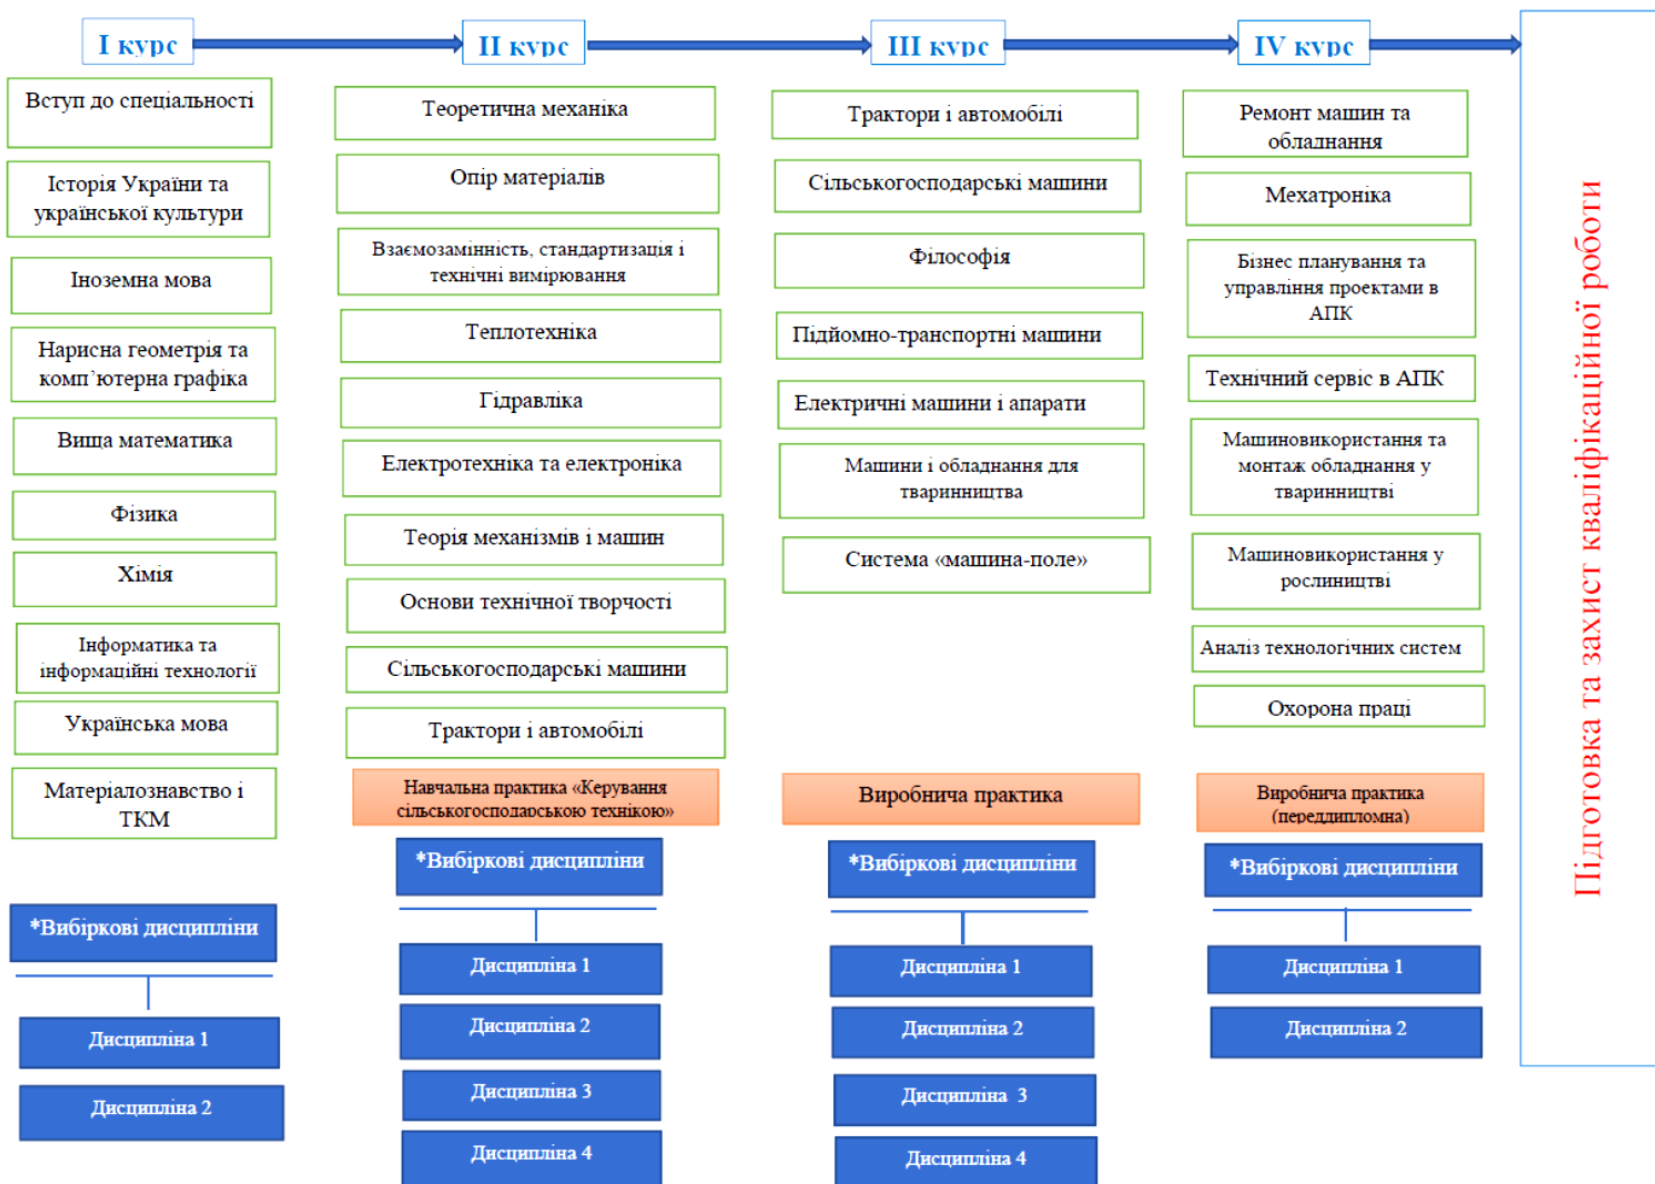 I курс
II курс
III курс
IV курс
Вступ до спеціальності
Історія України та
української культури
Іноземна мова
Нарисна геометрія та
комп’ютерна графіка
Вища математика
Фізика
Хімія
Інформатика та
інформаційні технології
Українська мова
Матеріалознавство і
ТКМ
*Вибіркові дисципліни
Дисципліна 1
Дисципліна 2
Теоретична механіка
Опір матеріалів
Взаємозамінність, стандартизація і
технічні вимірювання
Теплотехніка
Гідравліка
Електротехніка та електроніка
Теорія механізмів і машин
Основи технічної творчості
Сільськогосподарські машини
Трактори і автомобілі
Навчальна практика «Керування
сільськогосподарською технікою»
*Вибіркові дисципліни
Дисципліна 1
Дисципліна 2
Дисципліна 3
Дисципліна 4
Трактори і автомобілі
Сільськогосподарські машини
Філософія
Підйомно-транспортні машини
Електричні машини і апарати
Машини і обладнання для
тваринництва
Система «машина-поле»
Виробнича практика
*Вибіркові дисципліни
Дисципліна 1
Дисципліна 2
Дисципліна 3
Дисципліна 4
Ремонт машин та
обладнання
Мехатроніка
Бізнес планування та
управління проектами в
АПК
Технічний сервіс в АПК
Машиновикористання та
монтаж обладнання у
тваринництві
Машиновикористання у
рослиництві
Аналіз технологічних систем
Охорона праці
Виробнича практика
(переддипломна)
*Вибіркові дисципліни
Дисципліна 1
Дисципліна 2
Підготовка та захист кваліфікаційної роботи